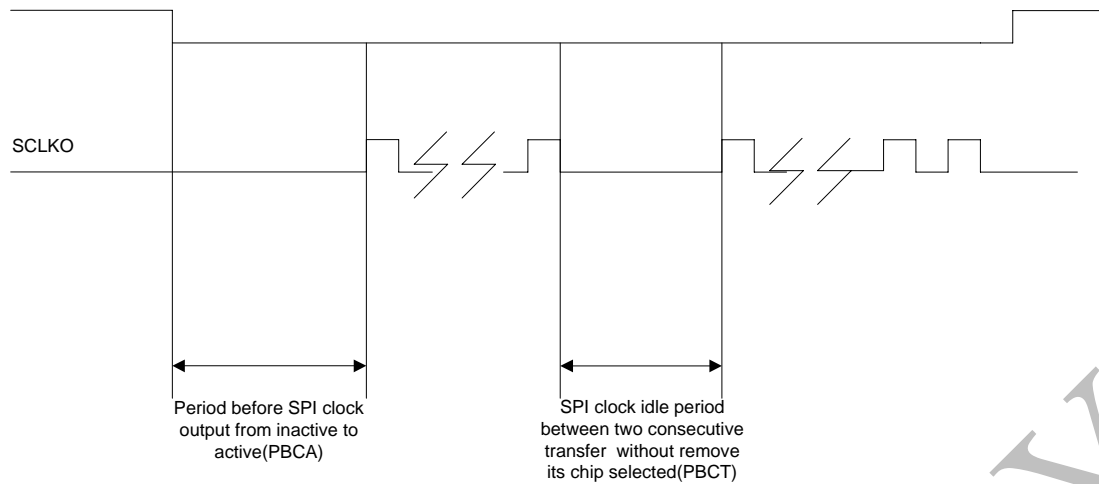 SCLKO
Period before SPI clock
output from inactive to
active(PBCA)
SPI clock idle period
between two consecutive
transfer without remove
its chip selected(PBCT)